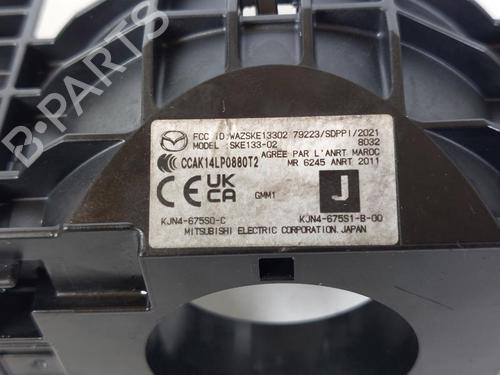 FCC ID:WAZSKE13302 79223/SDPPI/2021
MODEL :SKE133-02 8032
CCAK14LP0880T2 AGREE PAR L'ANRT MAROC
MR 6245 ANRT 2011
CE UK CA GMM1 J
KJN4-675S0-C KJN4-675S1-B-00
MITSUBISHI ELECTRIC CORPORATION.JAPAN
B-PARTS